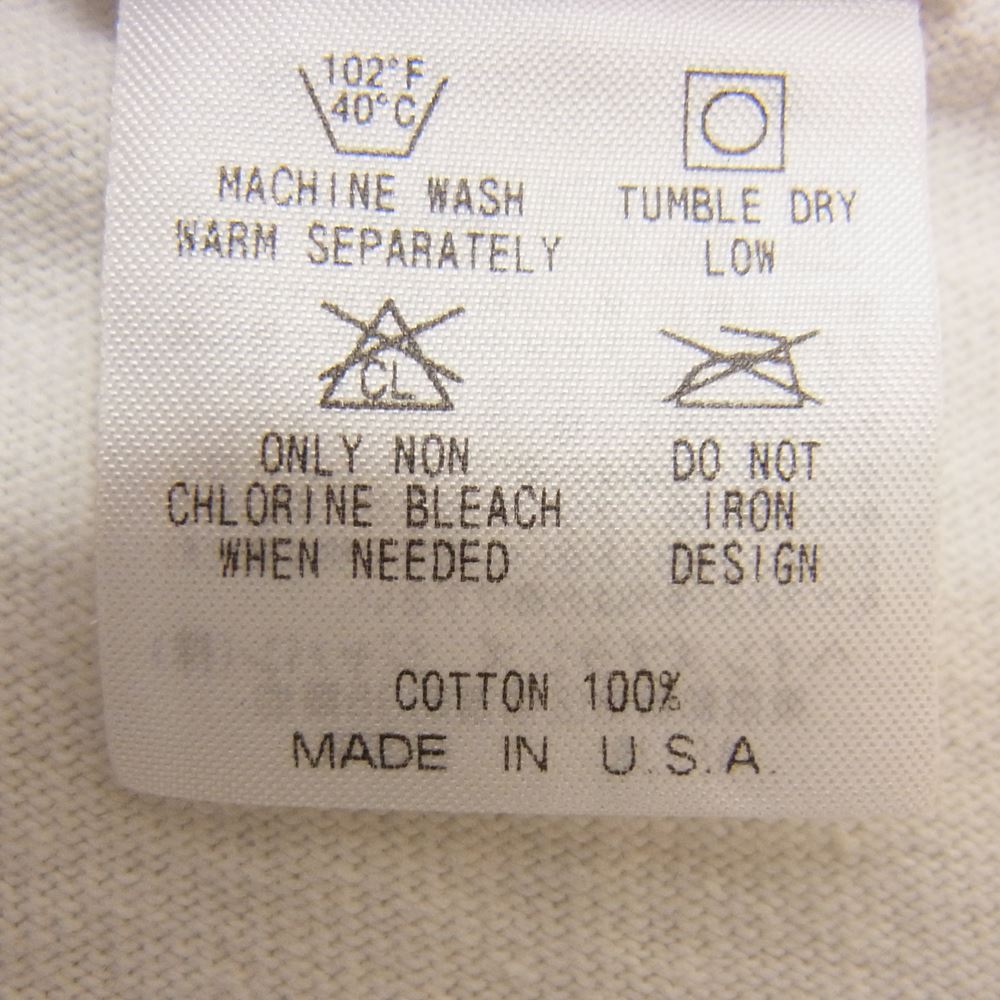 102°F
40°C
MACHINE WASH
WARM SEPARATELY
TUMBLE DRY
LOW
CL
ONLY NON
CHLORINE BLEACH
WHEN NEEDED
DO NOT
IRON
DESIGN
COTTON 100%
MADE IN U.S.A.